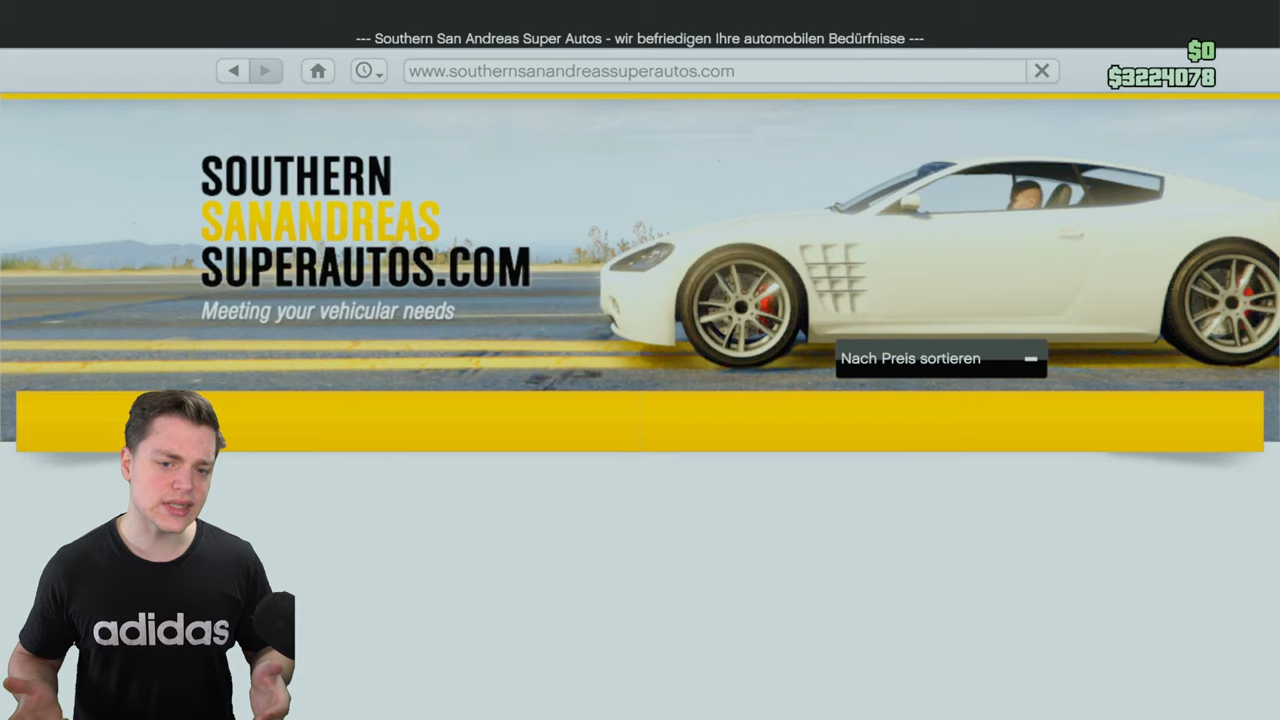 --- Southern San Andreas Super Autos - wir befriedigen Ihre automobilen Bedürfnisse ---
$0
www.southernsanandreassuperautos.com
$3224078
SOUTHERN
SANANDREAS
SUPERAUTOS.COM
Meeting your vehicular needs
Nach Preis sortieren
adidas